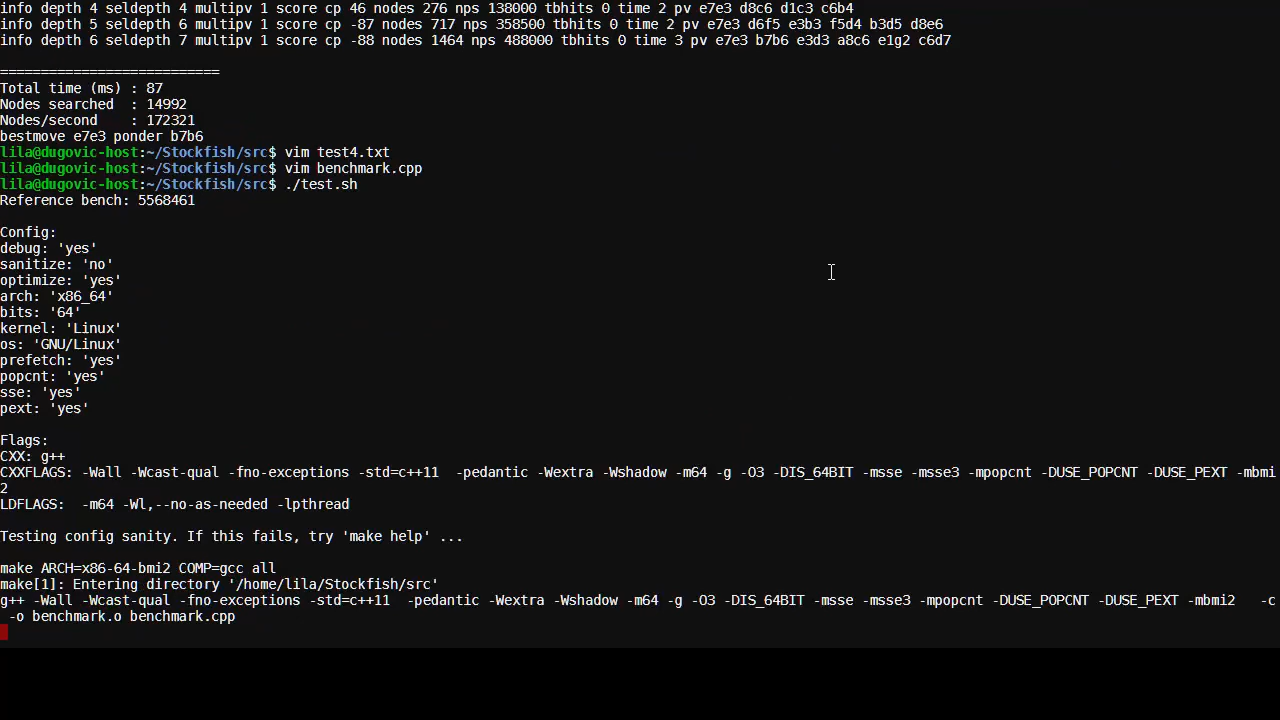 info depth 4 seldepth 4 multipv 1 score cp 46 nodes 276 nps 138000 tbhits 0 time 2 pv e7e3 d8c6 d1c3 c6b4
info depth 5 seldepth 6 multipv 1 score cp -87 nodes 717 nps 358500 tbhits 0 time 2 pv e7e3 d6f5 e3b3 f5d4 b3d5 d8e6
info depth 6 seldepth 7 multipv 1 score cp -88 nodes 1464 nps 488000 tbhits 0 time 3 pv e7e3 b7b6 e3d3 a8c6 e1g2 c6d7
===========================
Total time (ms) : 87
Nodes searched  : 14992
Nodes/second    : 172321
bestmove e7e3 ponder b7b6
lila@dugovic-host:~/Stockfish/src$ vim test4.txt
lila@dugovic-host:~/Stockfish/src$ vim benchmark.cpp
lila@dugovic-host:~/Stockfish/src$ ./test.sh
Reference bench: 5568461
Config:
debug: 'yes'
sanitize: 'no'
optimize: 'yes'
arch: 'x86_64'
bits: '64'
kernel: 'Linux'
os: 'GNU/Linux'
prefetch: 'yes'
popcnt: 'yes'
sse: 'yes'
pext: 'yes'
Flags:
CXX: g++
CXXFLAGS: -Wall -Wcast-qual -fno-exceptions -std=c++11  -pedantic -Wextra -Wshadow -m64 -g -O3 -DIS_64BIT -msse -msse3 -mpopcnt -DUSE_POPCNT -DUSE_PEXT -mbmi
2
LDFLAGS:  -m64 -Wl,--no-as-needed -lpthread
Testing config sanity. If this fails, try 'make help' ...
make ARCH=x86-64-bmi2 COMP=gcc all
make[1]: Entering directory '/home/lila/Stockfish/src'
g++ -Wall -Wcast-qual -fno-exceptions -std=c++11  -pedantic -Wextra -Wshadow -m64 -g -O3 -DIS_64BIT -msse -msse3 -mpopcnt -DUSE_POPCNT -DUSE_PEXT -mbmi2   -c
 -o benchmark.o benchmark.cpp